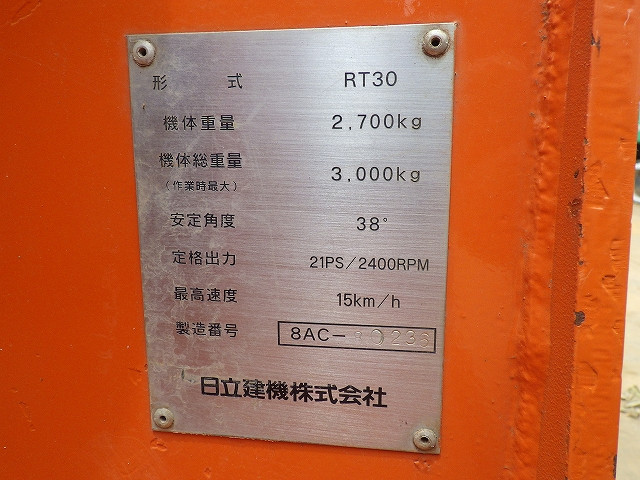 形 式 RT30
機体重量 2,700kg
機体総重量 3,000kg
(作業時最大)
安定角度 38°
定格出力 21PS/2400RPM
最高速度 15km/h
製造番号 8AC-
日立建機株式会社